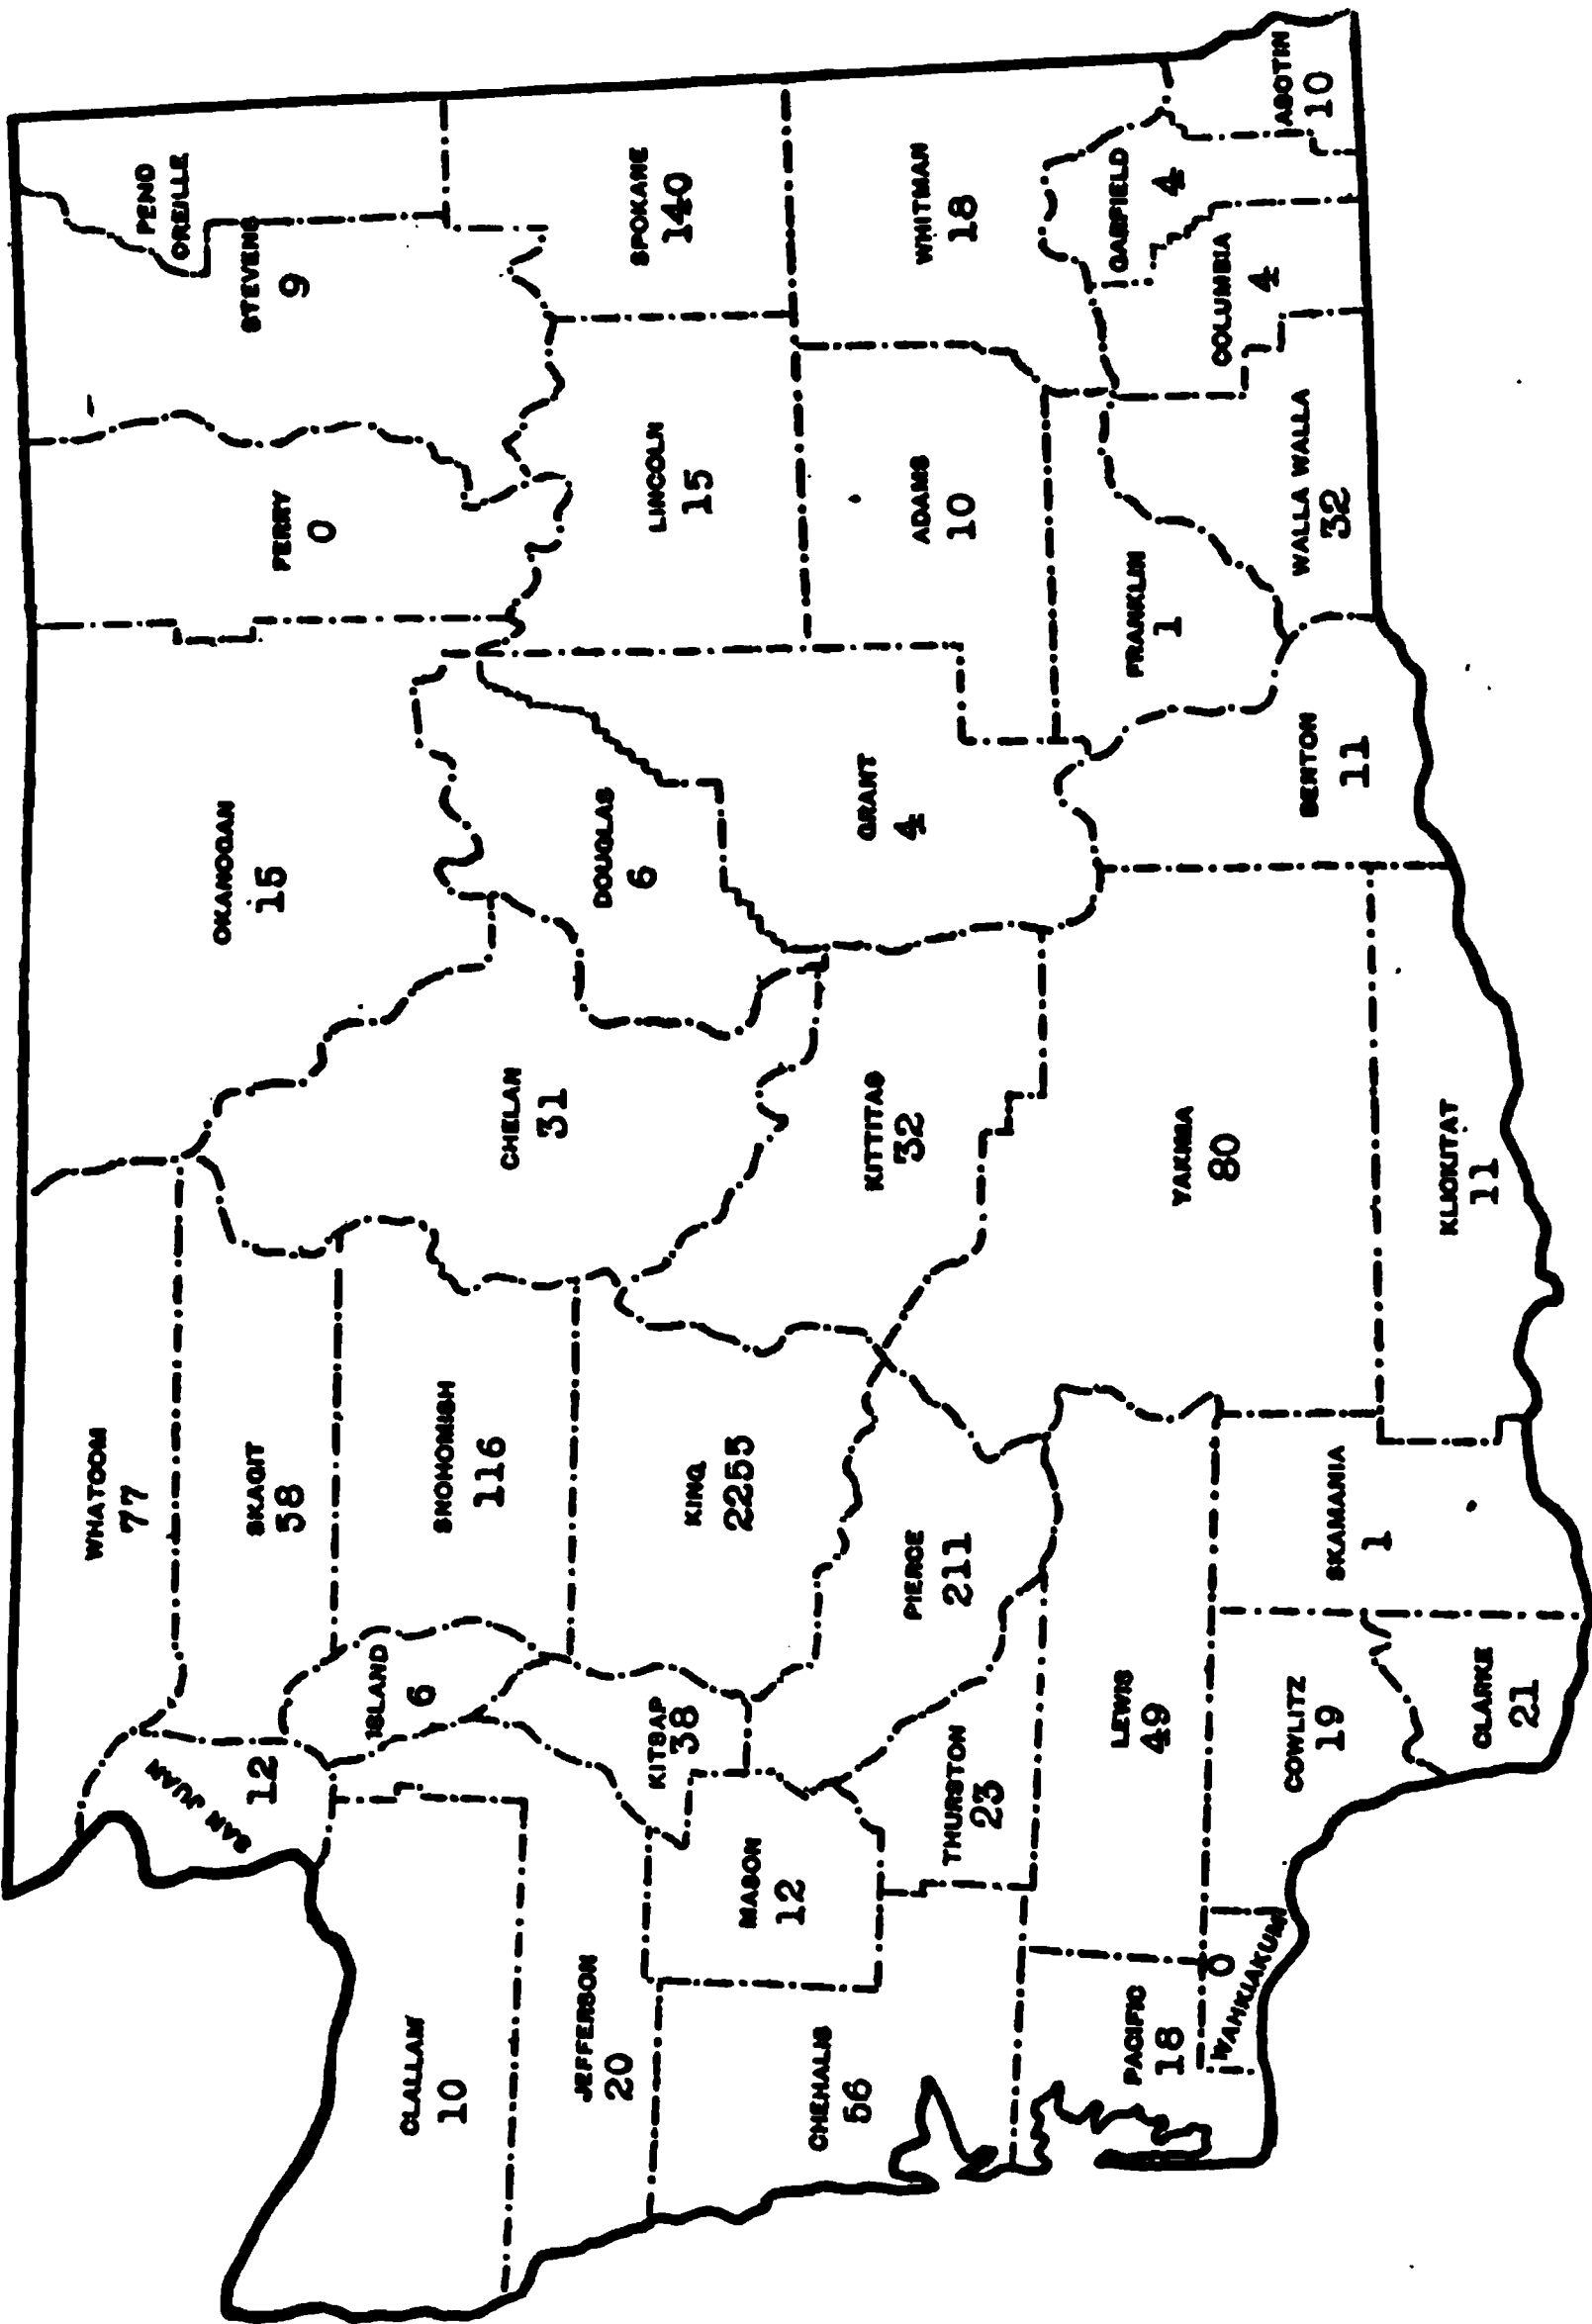 WHATCOM
77
SAN JUAN
12
SKAGIT
58
ISLAND
6
SNOHOMISH
116
CLALLAM
10
JEFFERSON
20
KITSAP
38
KING
2255
MASON
12
CHEHALIS
56
PIERCE
211
THURSTON
23
LEWIS
49
PACIFIC
18
0
WAHKIAKUM
COWLITZ
19
CLARKE
21
SKAMANIA
1
OKANOGAN
15
CHELAN
31
DOUGLAS
6
KITTITAS
32
GRANT
4
YAKIMA
80
KLICKITAT
11
BENTON
11
FERRY
0
STEVENS
9
PEND
OREILLE
LINCOLN
15
SPOKANE
140
ADAMS
10
WHITMAN
18
FRANKLIN
1
WALLA WALLA
32
COLUMBIA
4
GARFIELD
4
ASOTIN
10